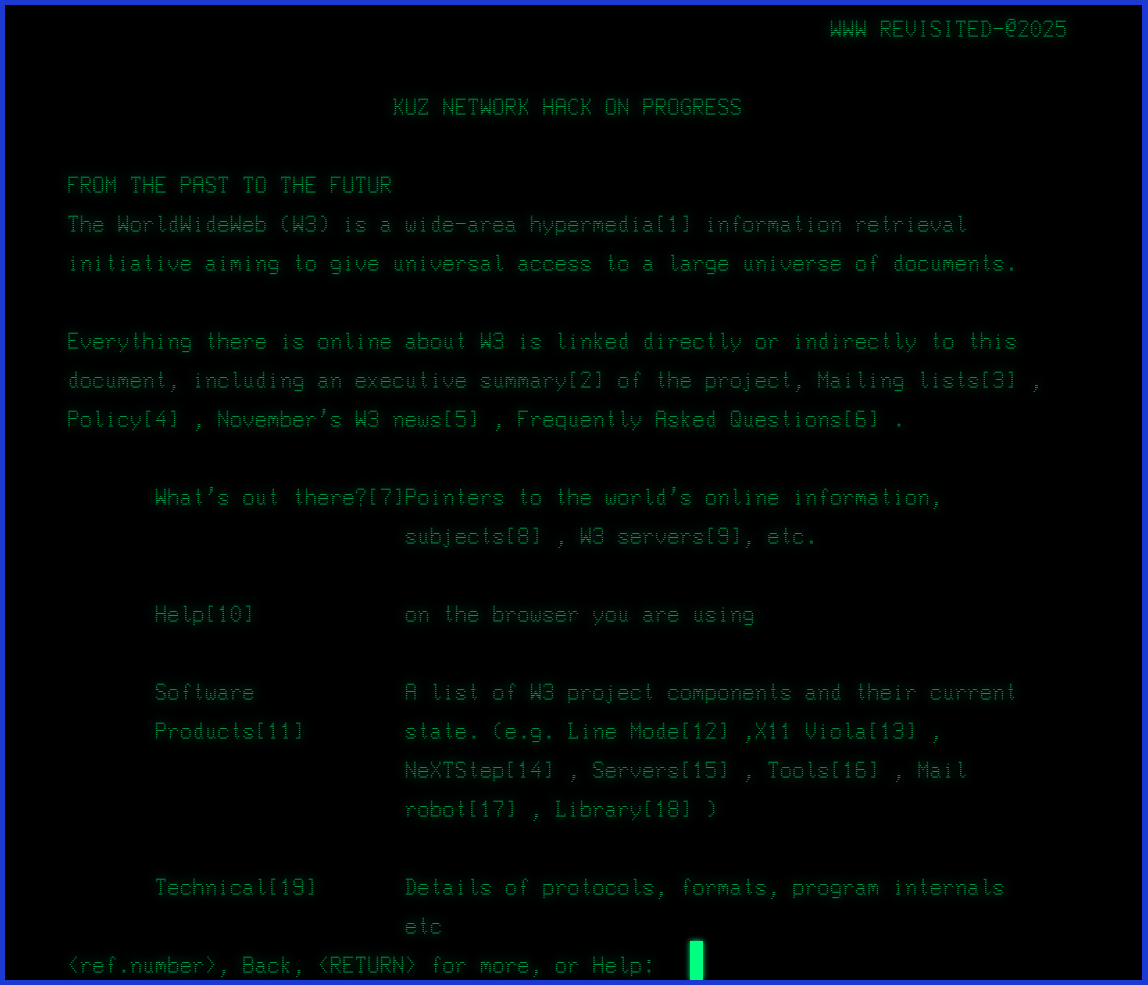 WWW REVISITED-@2025
KUZ NETWORK HACK ON PROGRESS
FROM THE PAST TO THE FUTUR
The WorldWideWeb (W3) is a wide-area hypermedia[1] information retrieval
initiative aiming to give universal access to a large universe of documents.
Everything there is online about W3 is linked directly or indirectly to this
document, including an executive summary[2] of the project, Mailing lists[3] ,
Policy[4] , November's W3 news[5] , Frequently Asked Questions[6] .
What's out there?[7]Pointers to the world's online information,
subjects[8] , W3 servers[9], etc.
Help[10] on the browser you are using
Software A list of W3 project components and their current
Products[11] state. (e.g. Line Mode[12] ,X11 Viola[13] ,
NeXTStep[14] , Servers[15] , Tools[16] , Mail
robot[17] , Library[18] )
Technical[19] Details of protocols, formats, program internals
etc
<ref.number>, Back, <RETURN> for more, or Help: